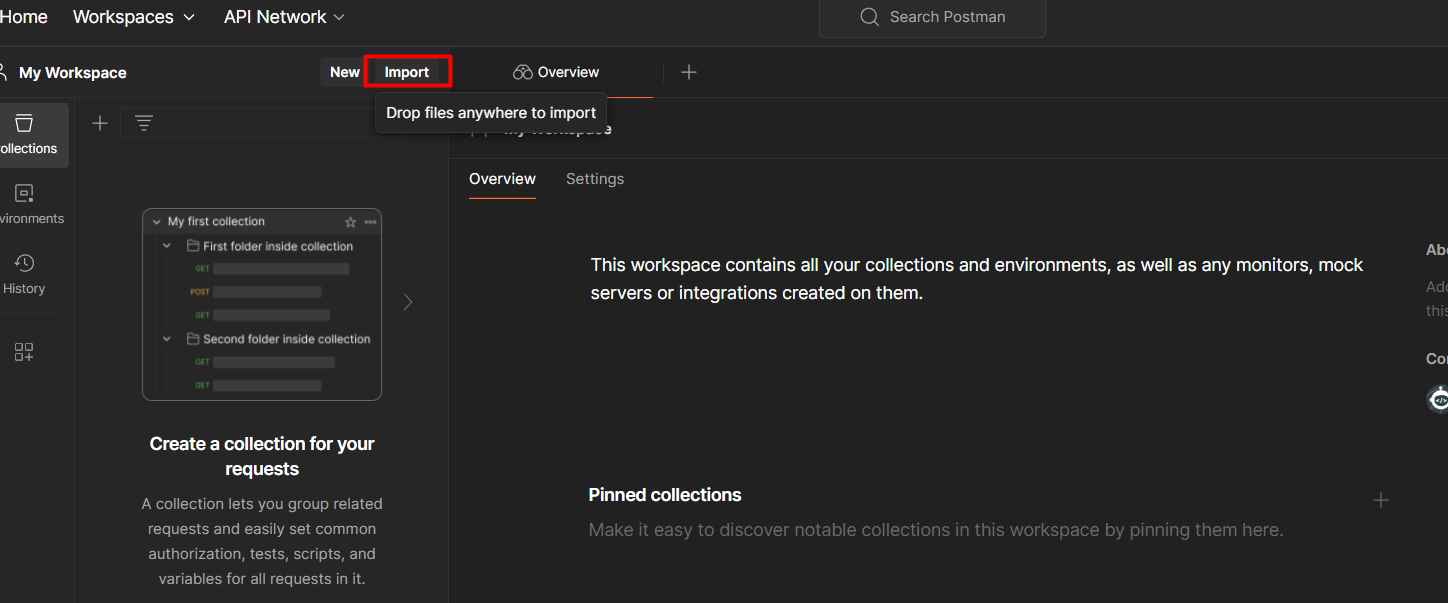 Home Workspaces API Network Search Postman
My Workspace New Import Overview
Drop files anywhere to import
My Workspace
Overview Settings
My first collection
First folder inside collection
GET
POST
GET
Second folder inside collection
GET
GET
Create a collection for your
requests
A collection lets you group related
requests and easily set common
authorization, tests, scripts, and
variables for all requests in it.
ollections
vironments
History
This workspace contains all your collections and environments, as well as any monitors, mock
servers or integrations created on them.
Pinned collections
Make it easy to discover notable collections in this workspace by pinning them here.
Abo
Add
this
Con